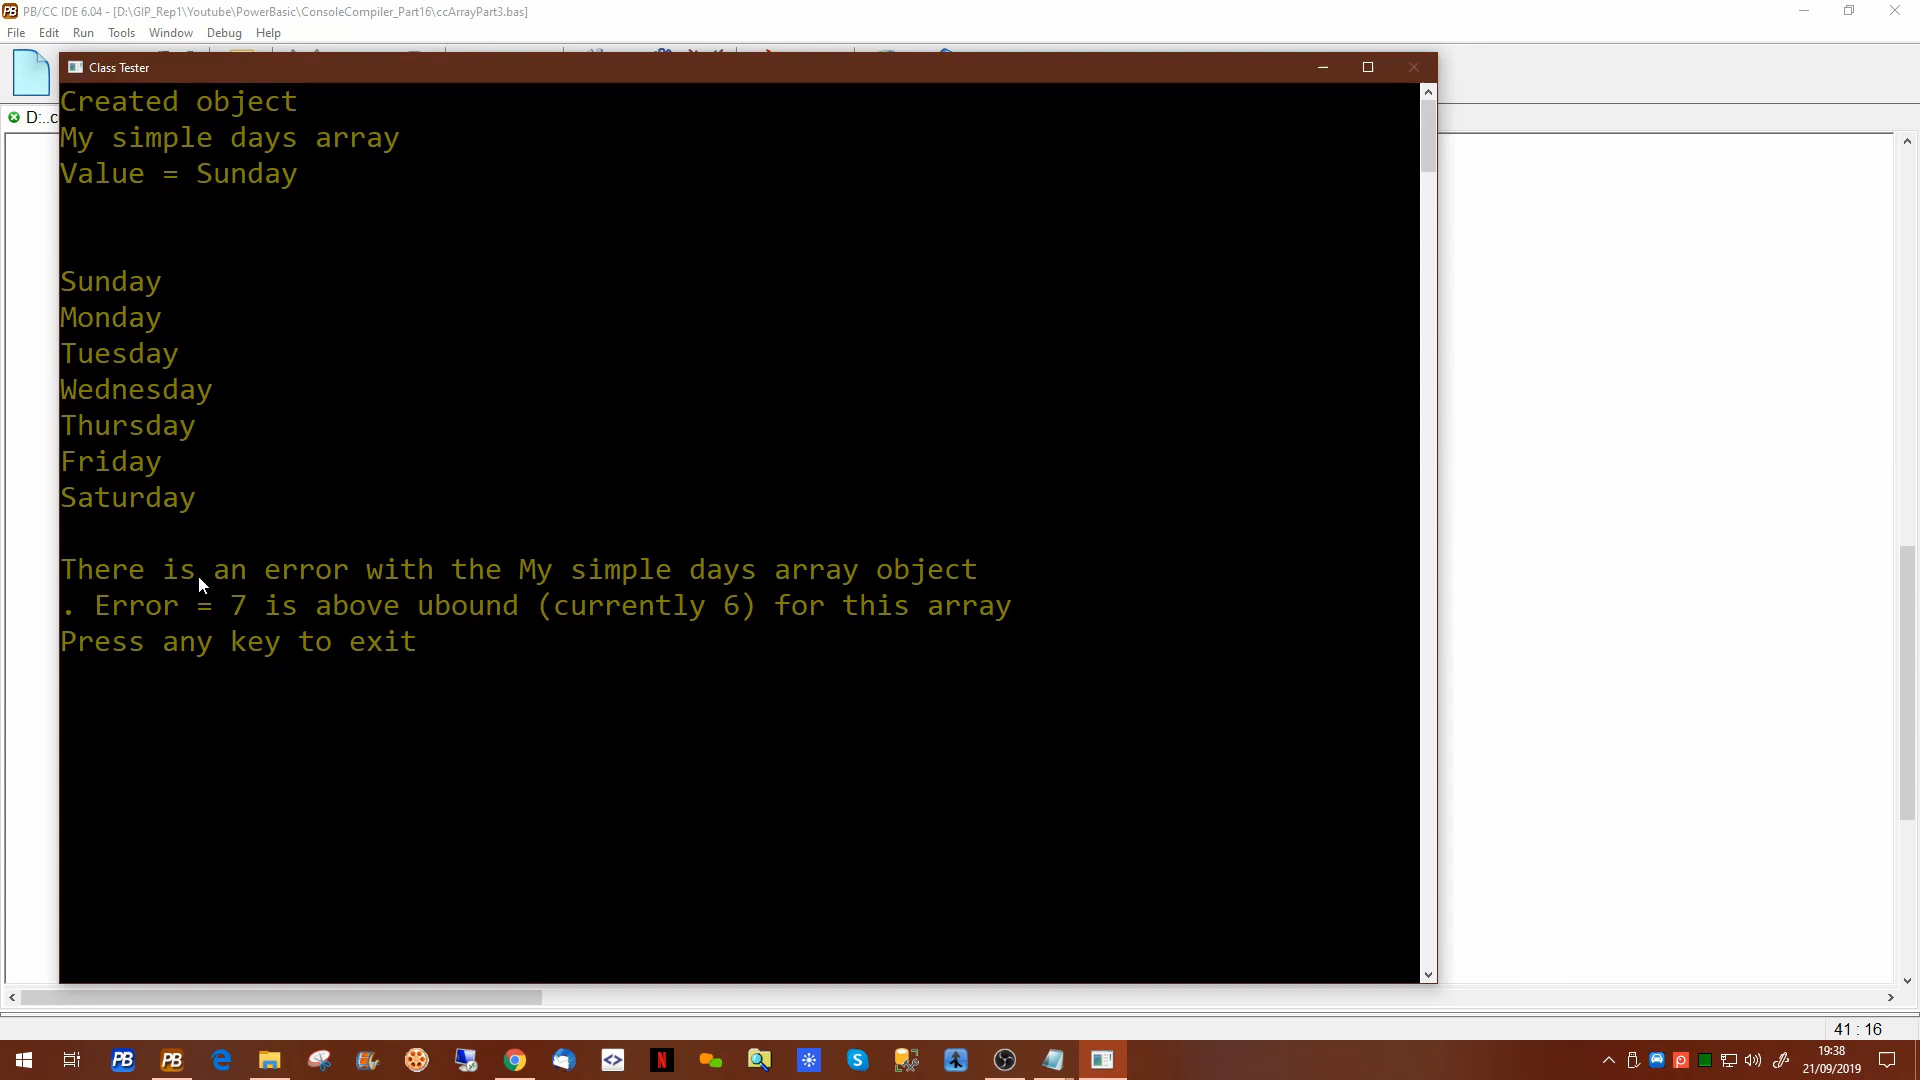 PB/CC IDE 6.04 - [D:\GIP_Rep1\Youtube\PowerBasic\ConsoleCompiler_Part16\ccArrayPart3.bas]
File Edit Run Tools Window Debug Help
Class Tester
D:..c
Created object
My simple days array
Value = Sunday
Sunday
Monday
Tuesday
Wednesday
Thursday
Friday
Saturday
There is an error with the My simple days array object
. Error = 7 is above ubound (currently 6) for this array
Press any key to exit
41 : 16
19:38
21/09/2019